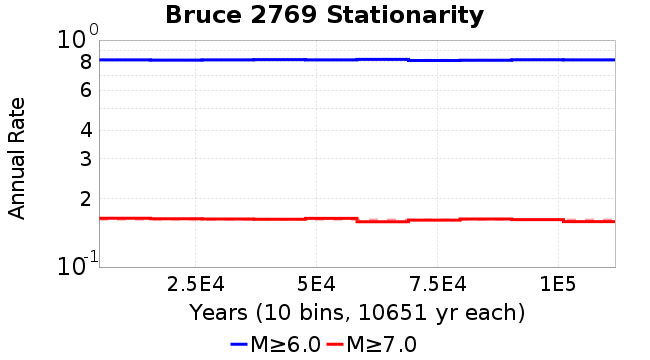 Bruce 2769 Stationarity
10^0
8
6
4
3
2
10^-1
Annual Rate
2.5E4 5E4 7.5E4 1E5
Years (10 bins, 10651 yr each)
M≥6.0 M≥7.0